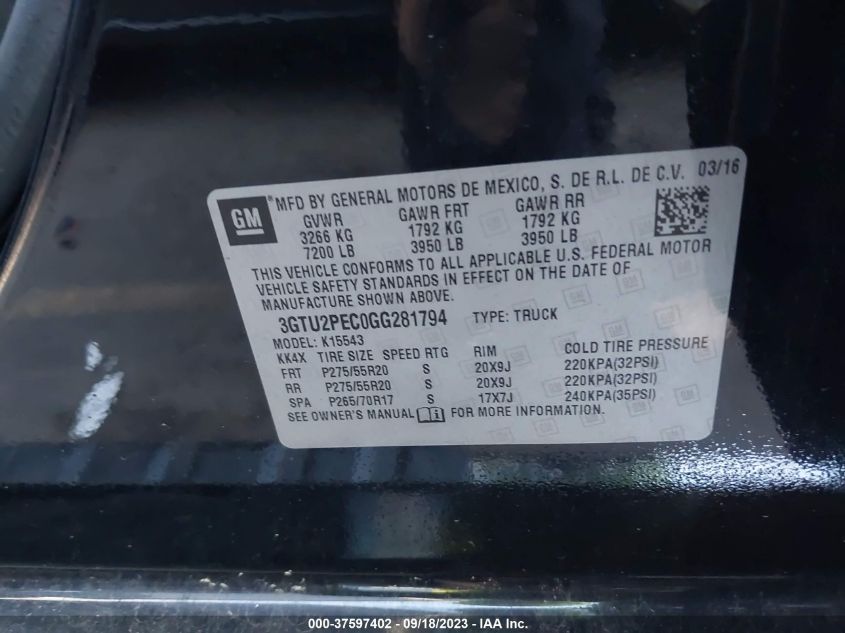 GM
® MFD BY GENERAL MOTORS DE MEXICO, S. DE R.L. DE C.V. 03/16
GVWR GAWR FRT GAWR RR
3266 KG 1792 KG 1792 KG
7200 LB 3950 LB 3950 LB
THIS VEHICLE CONFORMS TO ALL APPLICABLE U.S. FEDERAL MOTOR
VEHICLE SAFETY STANDARDS IN EFFECT ON THE DATE OF
MANUFACTURE SHOWN ABOVE.
3GTU2PEC0GG281794 TYPE: TRUCK
MODEL: K15543
KK4X TIRE SIZE SPEED RTG RIM COLD TIRE PRESSURE
FRT P275/55R20 S 20X9J 220KPA(32PSI)
RR P275/55R20 S 20X9J 220KPA(32PSI)
SPA P265/70R17 S 17X7J 240KPA(35PSI)
SEE OWNER'S MANUAL FOR MORE INFORMATION.
000-37597402 - 09/18/2023 - IAA Inc.